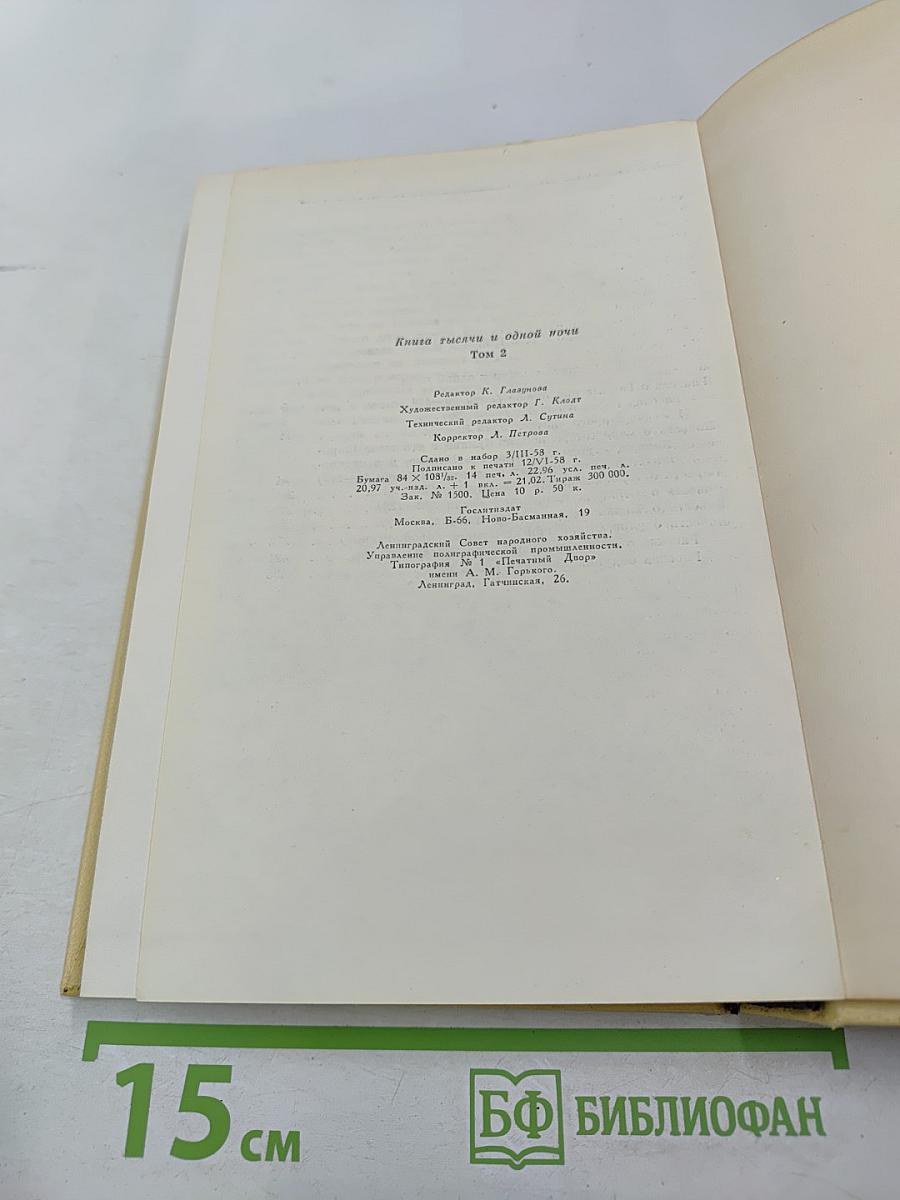 Книга тысячи и одной ночи
Том 2
Редактор К. Глазунова
Художественный редактор Г. Клодт
Технический редактор Л. Сутина
Корректор Л. Петрова
Сдано в набор 3/III-58 г.
Подписано к печати 12/VI-58 г.
Бумага 84 × 108¹/₃₂. 14 печ. л. 22,96 усл. печ. л.
20,97 уч.-изд. л. + 1 вкл. = 21,02. Тираж 300 000.
Зак. № 1500. Цена 10 р. 50 к.
Гослитиздат
Москва, Б-66, Ново-Басманная, 19
Ленинградский Совет народного хозяйства.
Управление полиграфической промышленности.
Типография № 1 «Печатный Двор»
имени А. М. Горького.
Ленинград, Гатчинская, 26.
15 см
БФ БИБЛИОФАН